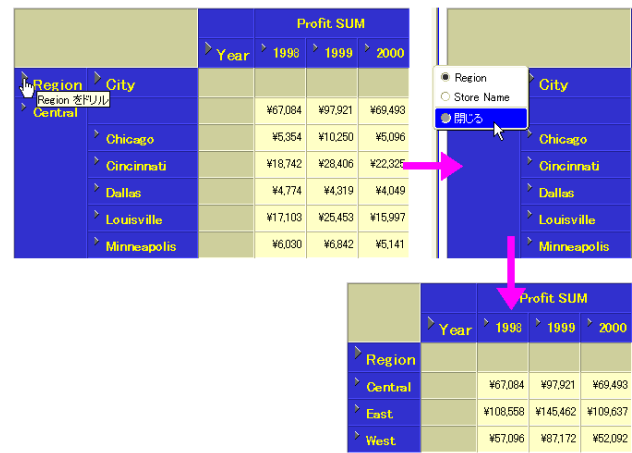 Profit SUM
Year 1998 1999 2000
Region City
Region をドリル
Central ¥67,084 ¥97,921 ¥69,493
Chicago ¥5,354 ¥10,250 ¥5,096
Cincinnati ¥18,742 ¥28,406 ¥22,325
Dallas ¥4,774 ¥4,319 ¥4,049
Louisville ¥17,103 ¥25,453 ¥15,997
Minneapolis ¥6,030 ¥6,842 ¥5,141
Region
Store Name
閉じる
City
Chicago
Cincinnati
Dallas
Louisville
Minneapolis
Profit SUM
Year 1998 1999 2000
Region
Central ¥67,084 ¥97,921 ¥69,493
East ¥108,558 ¥145,462 ¥109,637
West ¥57,096 ¥87,172 ¥52,092